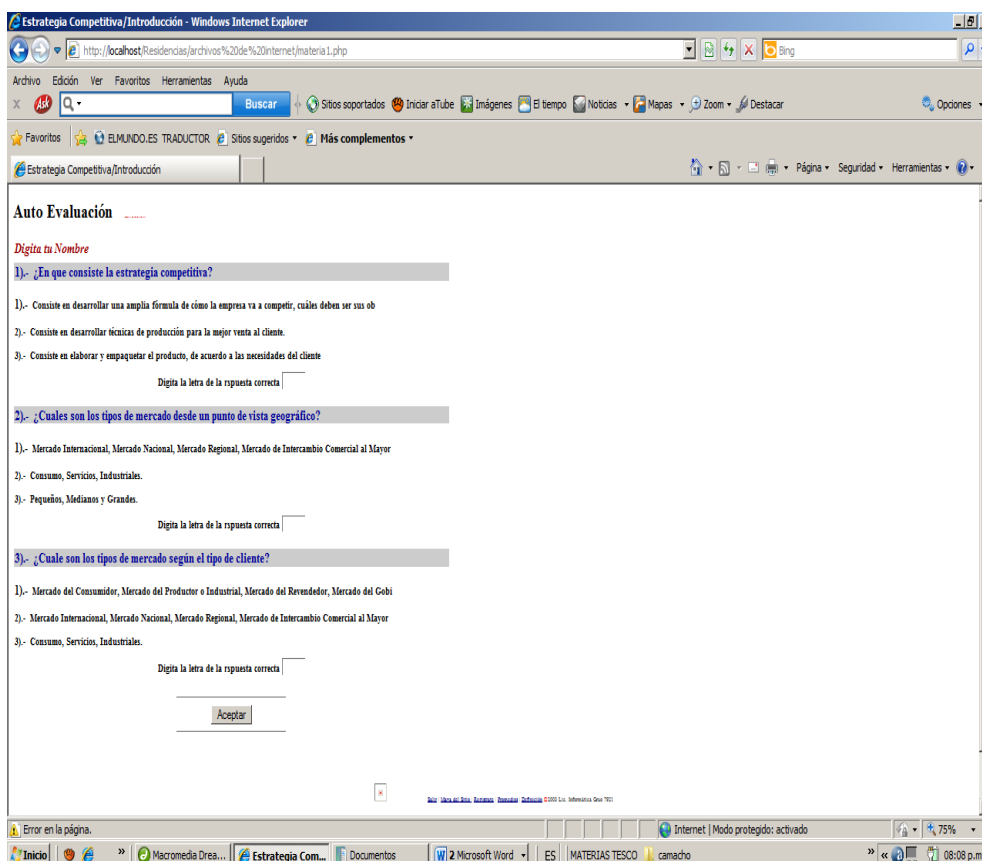 Estrategia Competitiva/Introducción - Windows Internet Explorer
http://localhost/Residencias/archivos%20de%20internet/materia1.php
Bing
Archivo Edición Ver Favoritos Herramientas Ayuda
x Ask Buscar Sitios soportados Iniciar aTube Imágenes El tiempo Noticias Mapas Zoom Destacar Opciones
Favoritos ELMUNDO.ES TRADUCTOR Sitios sugeridos Más complementos
Estrategia Competitiva/Introducción Página Seguridad Herramientas
Auto Evaluación
Digita tu Nombre
1).- ¿En que consiste la estrategia competitiva?
1).- Consiste en desarrollar una amplia fórmula de cómo la empresa va a competir, cuáles deben ser sus ob
2).- Consiste en desarrollar técnicas de producción para la mejor venta al cliente.
3).- Consiste en elaborar y empaquetar el producto, de acuerdo a las necesidades del cliente
Digita la letra de la rspuesta correcta
2).- ¿Cuales son los tipos de mercado desde un punto de vista geográfico?
1).- Mercado Internacional, Mercado Nacional, Mercado Regional, Mercado de Intercambio Comercial al Mayor
2).- Consumo, Servicios, Industriales.
3).- Pequeños, Medianos y Grandes.
Digita la letra de la rspuesta correcta
3).- ¿Cuale son los tipos de mercado según el tipo de cliente?
1).- Mercado del Consumidor, Mercado del Productor o Industrial, Mercado del Revendedor, Mercado del Gobi
2).- Mercado Internacional, Mercado Nacional, Mercado Regional, Mercado de Intercambio Comercial al Mayor
3).- Consumo, Servicios, Industriales.
Digita la letra de la rspuesta correcta
Aceptar
Error en la página. Internet | Modo protegido: activado 75%
Inicio » Macromedia Drea... Estrategia Com... Documentos 2 Microsoft Word ES MATERIAS TESCO camacho » « 08:08 p.m.